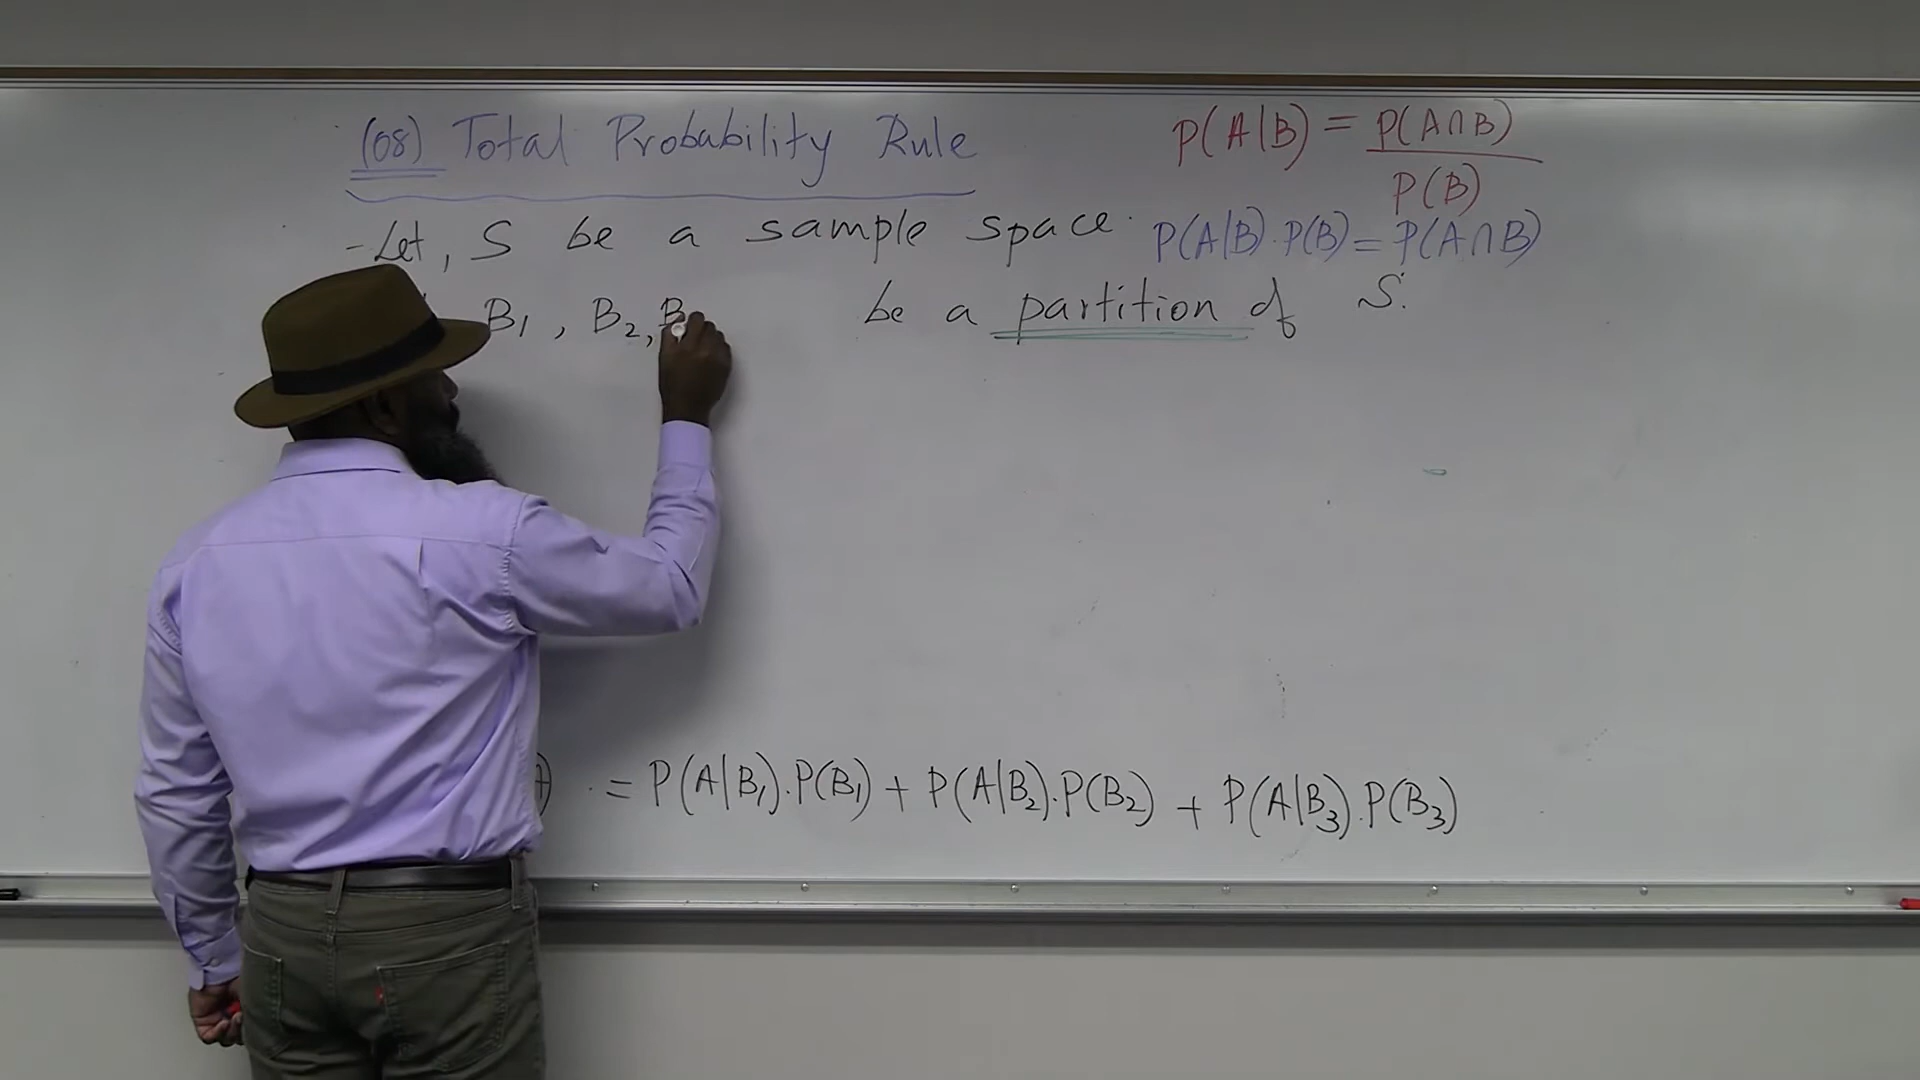 (08) Total Probability Rule
P(A|B) = P(A∩B) / P(B)
- Let, S be a sample space.
P(A|B).P(B) = P(A∩B)
B₁, B₂, B be a partition of S.
= P(A|B₁).P(B₁) + P(A|B₂).P(B₂) + P(A|B₃).P(B₃)